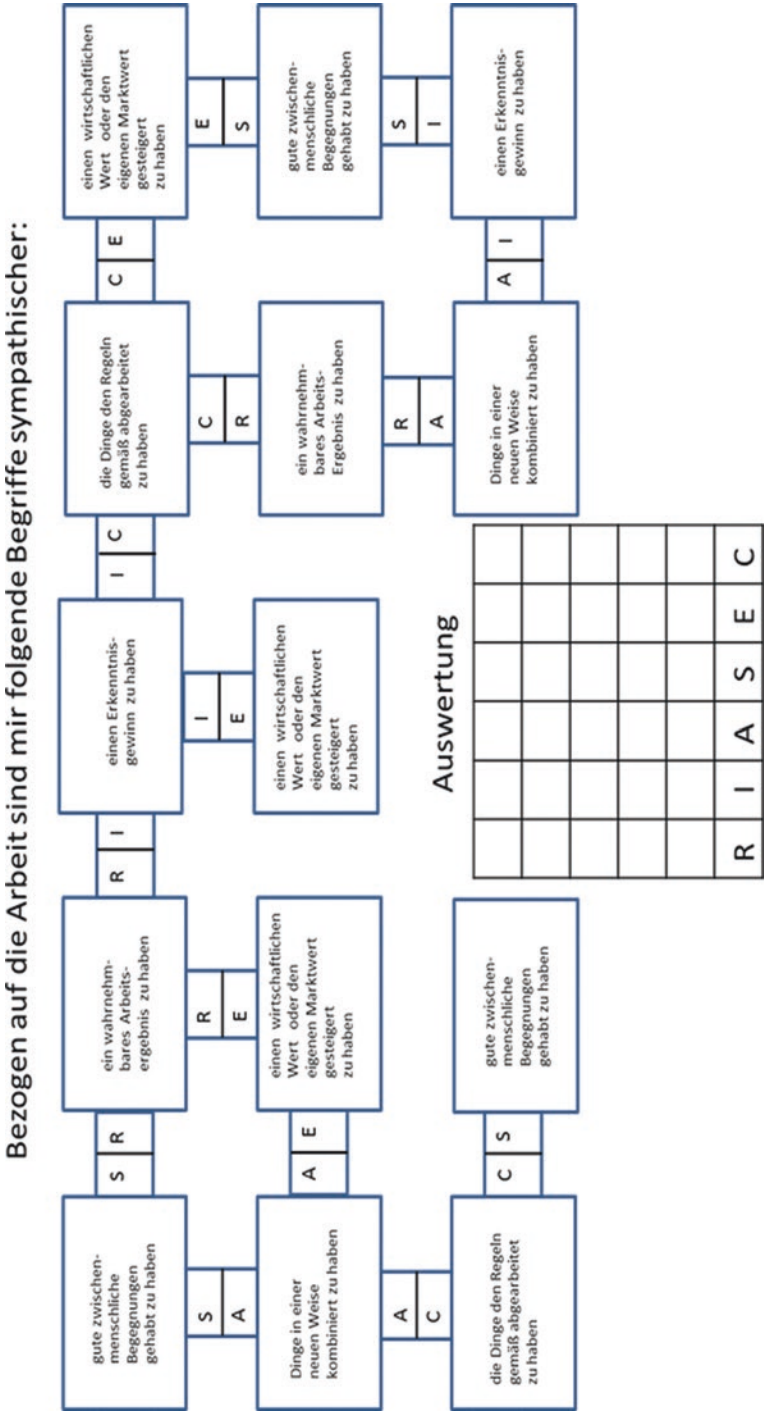 Bezogen auf die Arbeit sind mir folgende Begriffe sympathischer:
gute zwischen-
menschliche
Begegnungen
gehabt zu haben
S R
ein wahrnehm-
bares Arbeits-
ergebnis zu haben
R I
einen Erkenntnis-
gewinn zu haben
I C
die Dinge den Regeln
gemäß abgearbeitet
zu haben
C E
einen wirtschaftlichen
Wert oder den
eigenen Marktwert
gesteigert
zu haben
S
A
R
E
I
E
C
R
E
S
Dinge in einer
neuen Weise
kombiniert zu haben
A E
einen wirtschaftlichen
Wert oder den
eigenen Marktwert
gesteigert
zu haben
einen wirtschaftlichen
Wert oder den
eigenen Marktwert
gesteigert
zu haben
ein wahrnehm-
bares Arbeits-
Ergebnis zu haben
gute zwischen-
menschliche
Begegnungen
gehabt zu haben
A
C
R
A
S
I
die Dinge den Regeln
gemäß abgearbeitet
zu haben
C S
gute zwischen-
menschliche
Begegnungen
gehabt zu haben
Auswertung
R I A S E C
Dinge in einer
neuen Weise
kombiniert zu haben
A I
einen Erkenntnis-
gewinn zu haben